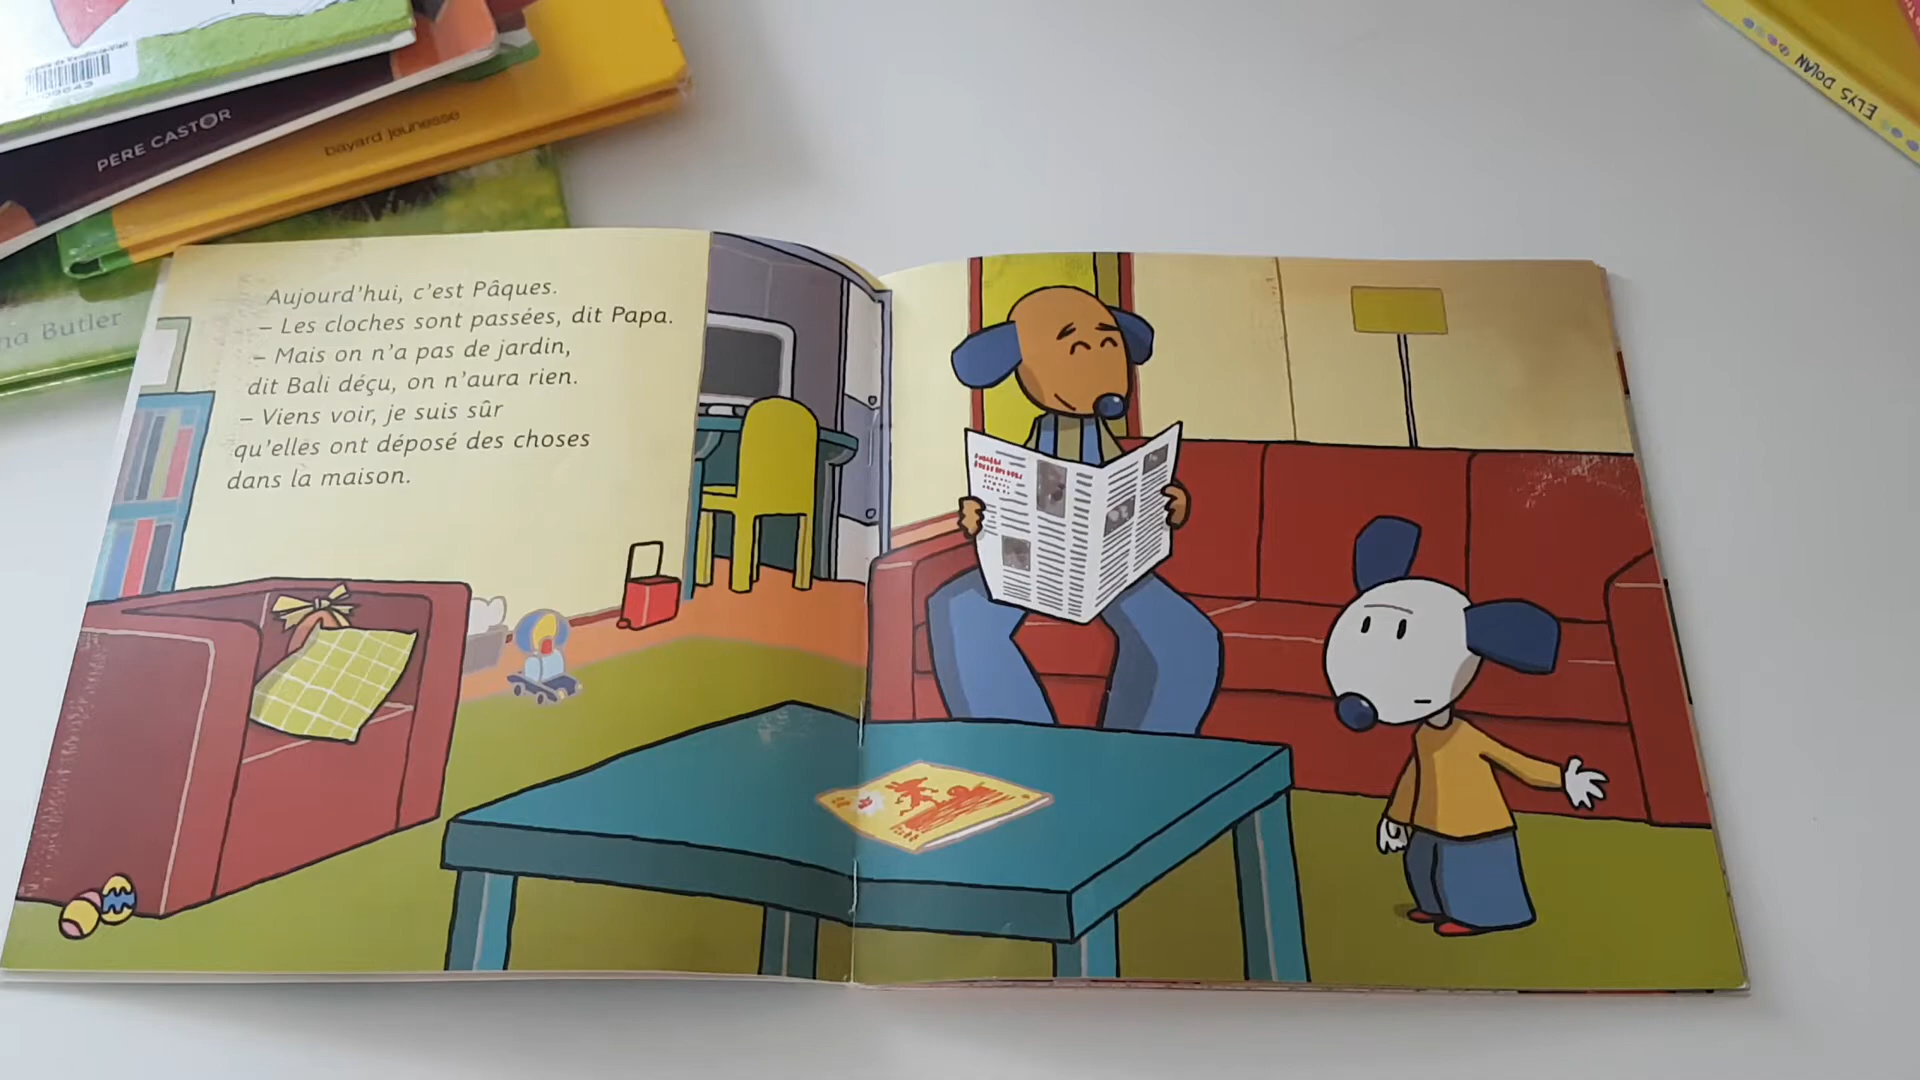 PÈRE CASTOR
bayard jeunesse
na Butler
ELYS DOLAN
Aujourd'hui, c'est Pâques.
– Les cloches sont passées, dit Papa.
– Mais on n'a pas de jardin,
dit Bali déçu, on n'aura rien.
– Viens voir, je suis sûr
qu'elles ont déposé des choses
dans la maison.